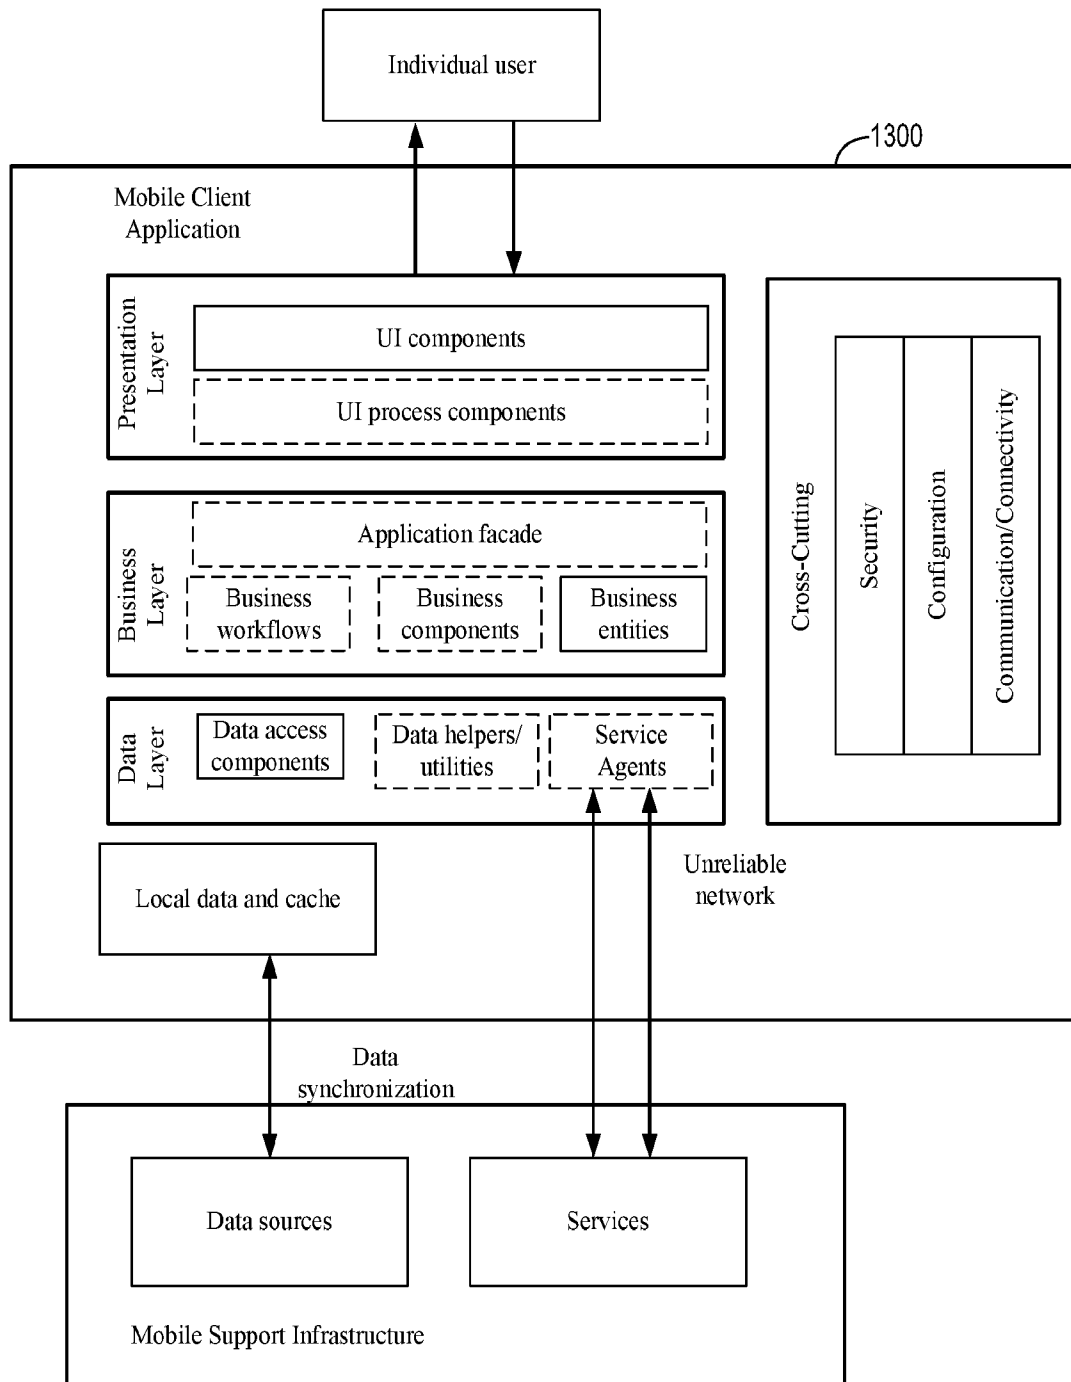 Individual user
1300
Mobile Client
Application
Presentation
Layer
UI components
UI process components
Business
Layer
Application facade
Business
workflows
Business
components
Business
entities
Data
Layer
Data access
components
Data helpers/
utilities
Service
Agents
Cross-Cutting
Security
Configuration
Communication/Connectivity
Local data and cache
Unreliable
network
Data
synchronization
Data sources
Services
Mobile Support Infrastructure